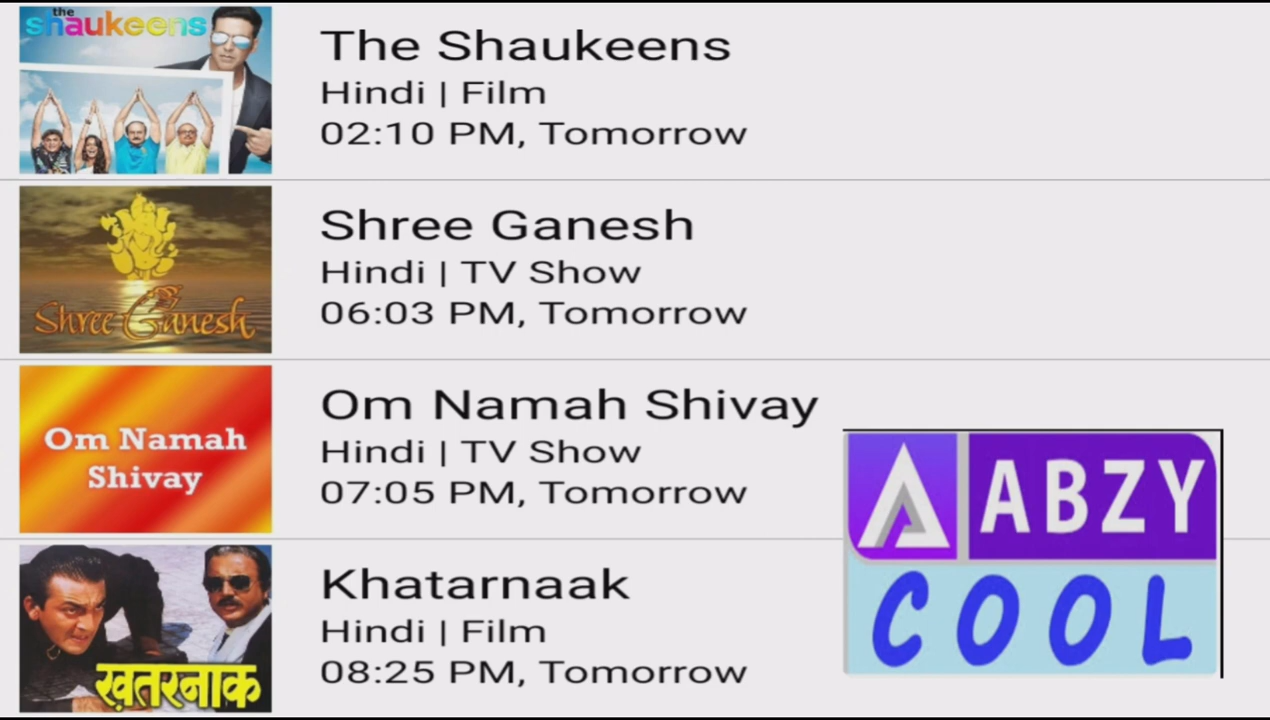 the
shaukeens
The Shaukeens
Hindi | Film
02:10 PM, Tomorrow
Shree Ganesh
Shree Ganesh
Hindi | TV Show
06:03 PM, Tomorrow
Om Namah
Shivay
Om Namah Shivay
Hindi | TV Show
07:05 PM, Tomorrow
ABZY
COOL
खतरनाक
Khatarnaak
Hindi | Film
08:25 PM, Tomorrow